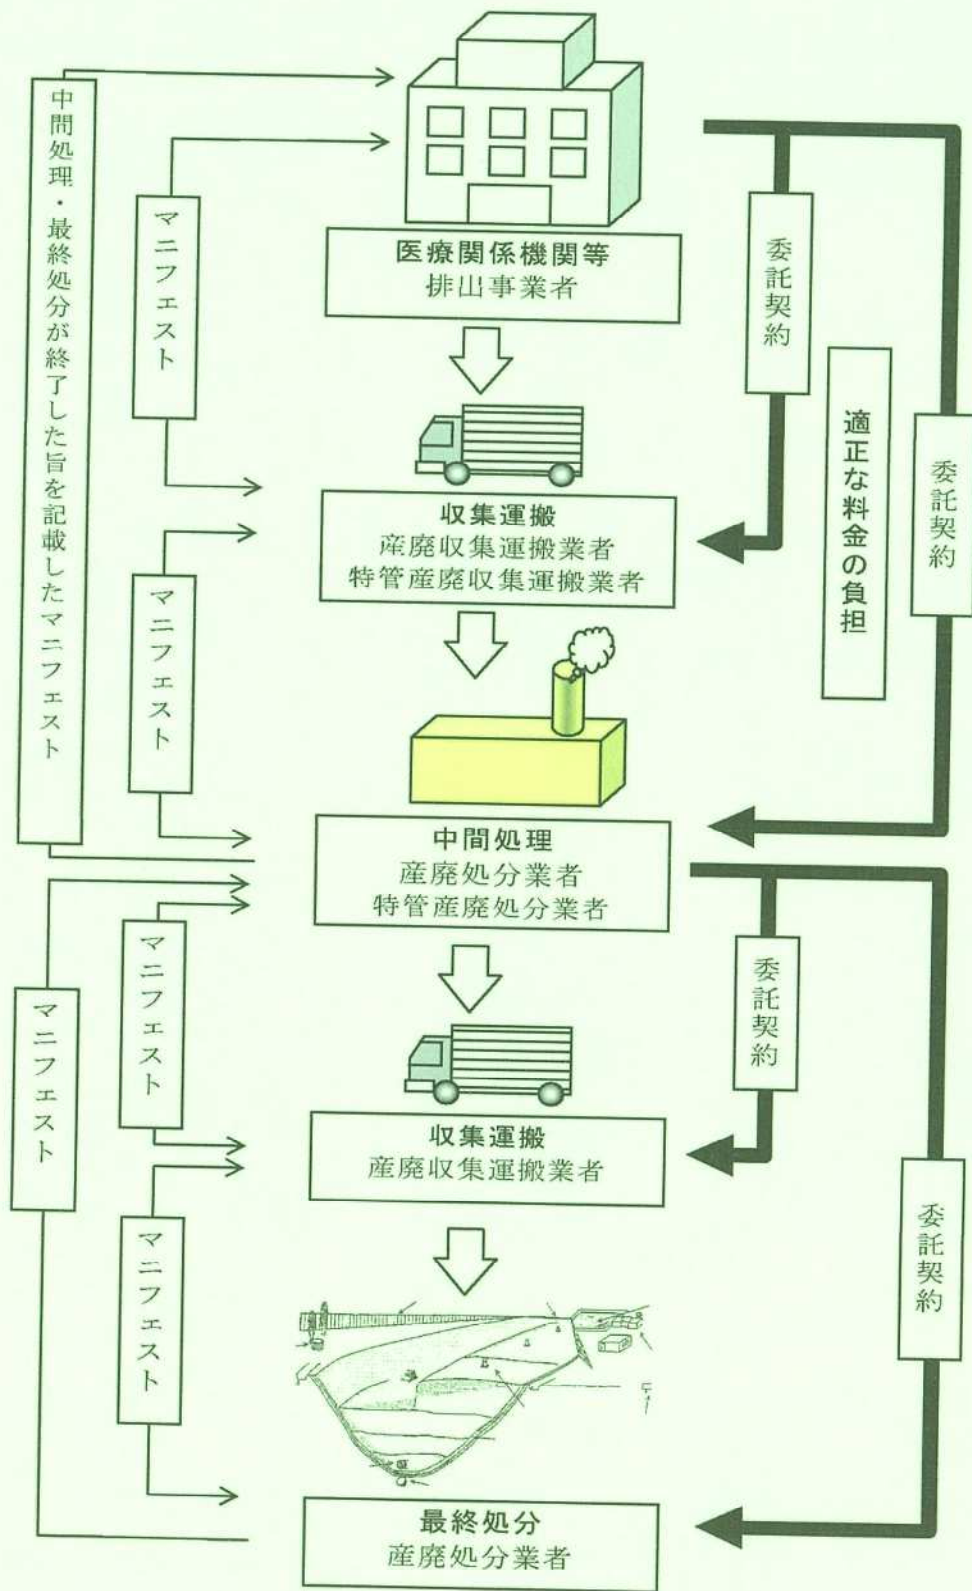 医療関係機関等
排出事業者
中間処理・最終処分が終了した旨を記載したマニフェスト
マニフェスト
委託契約
委託契約
適正な料金の負担
収集運搬
産廃収集運搬業者
特管産廃収集運搬業者
マニフェスト
中間処理
産廃処分業者
特管産廃処分業者
マニフェスト
マニフェスト
委託契約
委託契約
収集運搬
産廃収集運搬業者
マニフェスト
最終処分
産廃処分業者